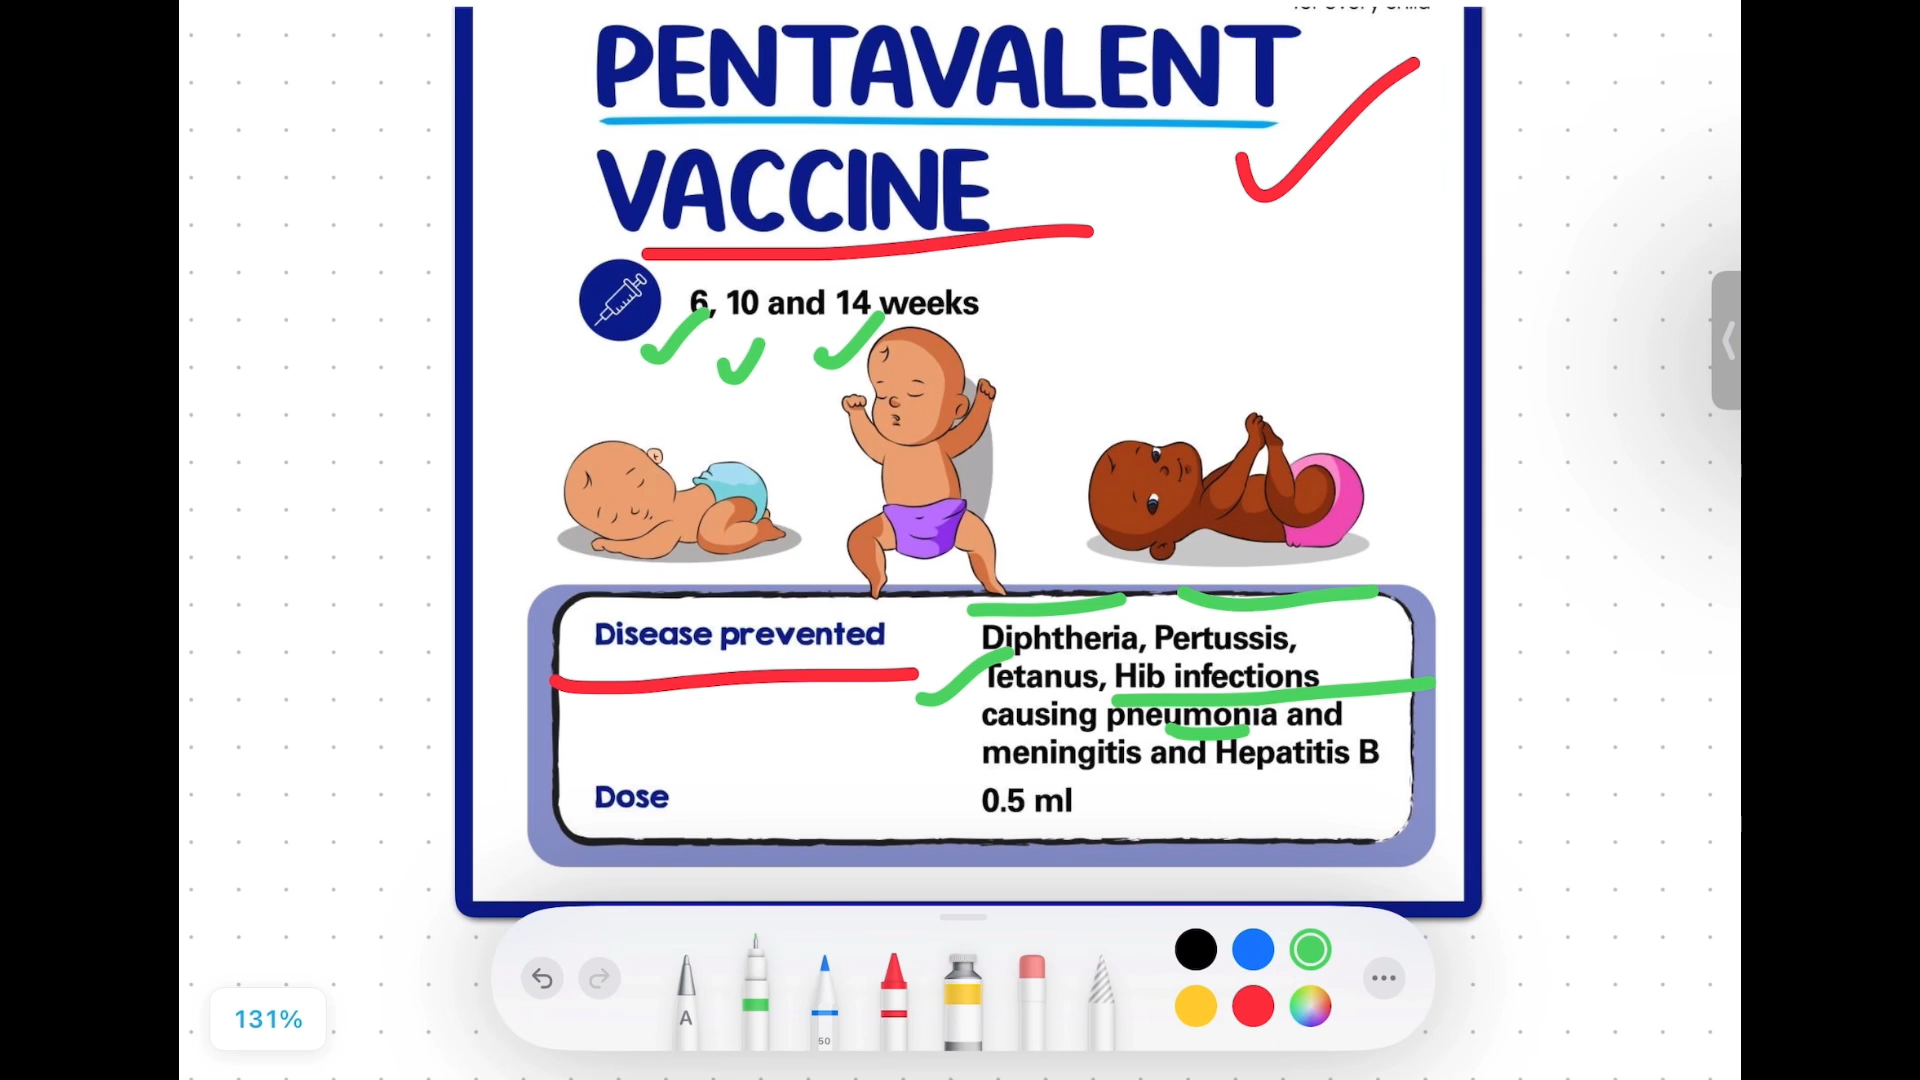 PENTAVALENT
VACCINE
6, 10 and 14 weeks
Disease prevented
Diphtheria, Pertussis,
Tetanus, Hib infections
causing pneumonia and
meningitis and Hepatitis B
Dose
0.5 ml
131%
A
50